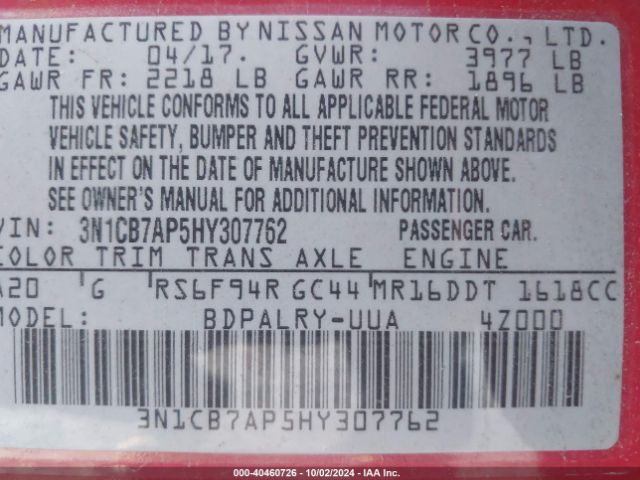 MANUFACTURED BY NISSAN MOTOR CO., LTD.
DATE: 04/17. GVWR: 3977 LB
GAWR FR: 2218 LB GAWR RR: 1896 LB
THIS VEHICLE CONFORMS TO ALL APPLICABLE FEDERAL MOTOR
VEHICLE SAFETY, BUMPER AND THEFT PREVENTION STANDARDS
IN EFFECT ON THE DATE OF MANUFACTURE SHOWN ABOVE.
SEE OWNER'S MANUAL FOR ADDITIONAL INFORMATION.
VIN: 3N1CB7AP5HY307762 PASSENGER CAR.
COLOR TRIM TRANS AXLE ENGINE
A20 G RS6F94R GC44 MR16DDT 1618CC
MODEL: BDPALRY-UUA 4Z000
3N1CB7AP5HY307762
000-40460726 - 10/02/2024 - IAA Inc.